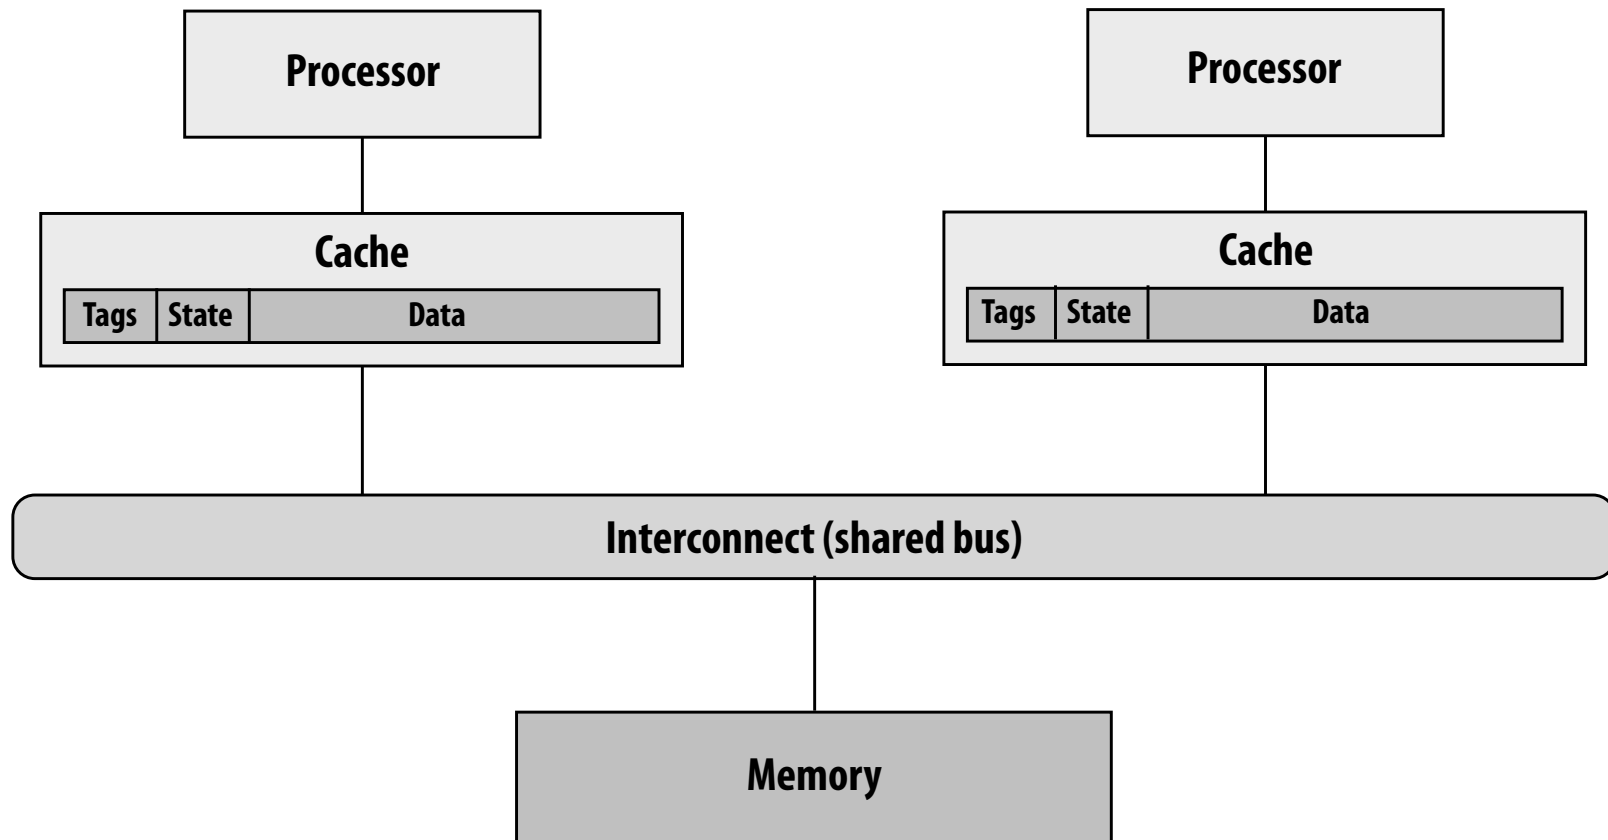 Processor
Processor
Cache
Cache
Tags State Data
Tags State Data
Interconnect (shared bus)
Memory